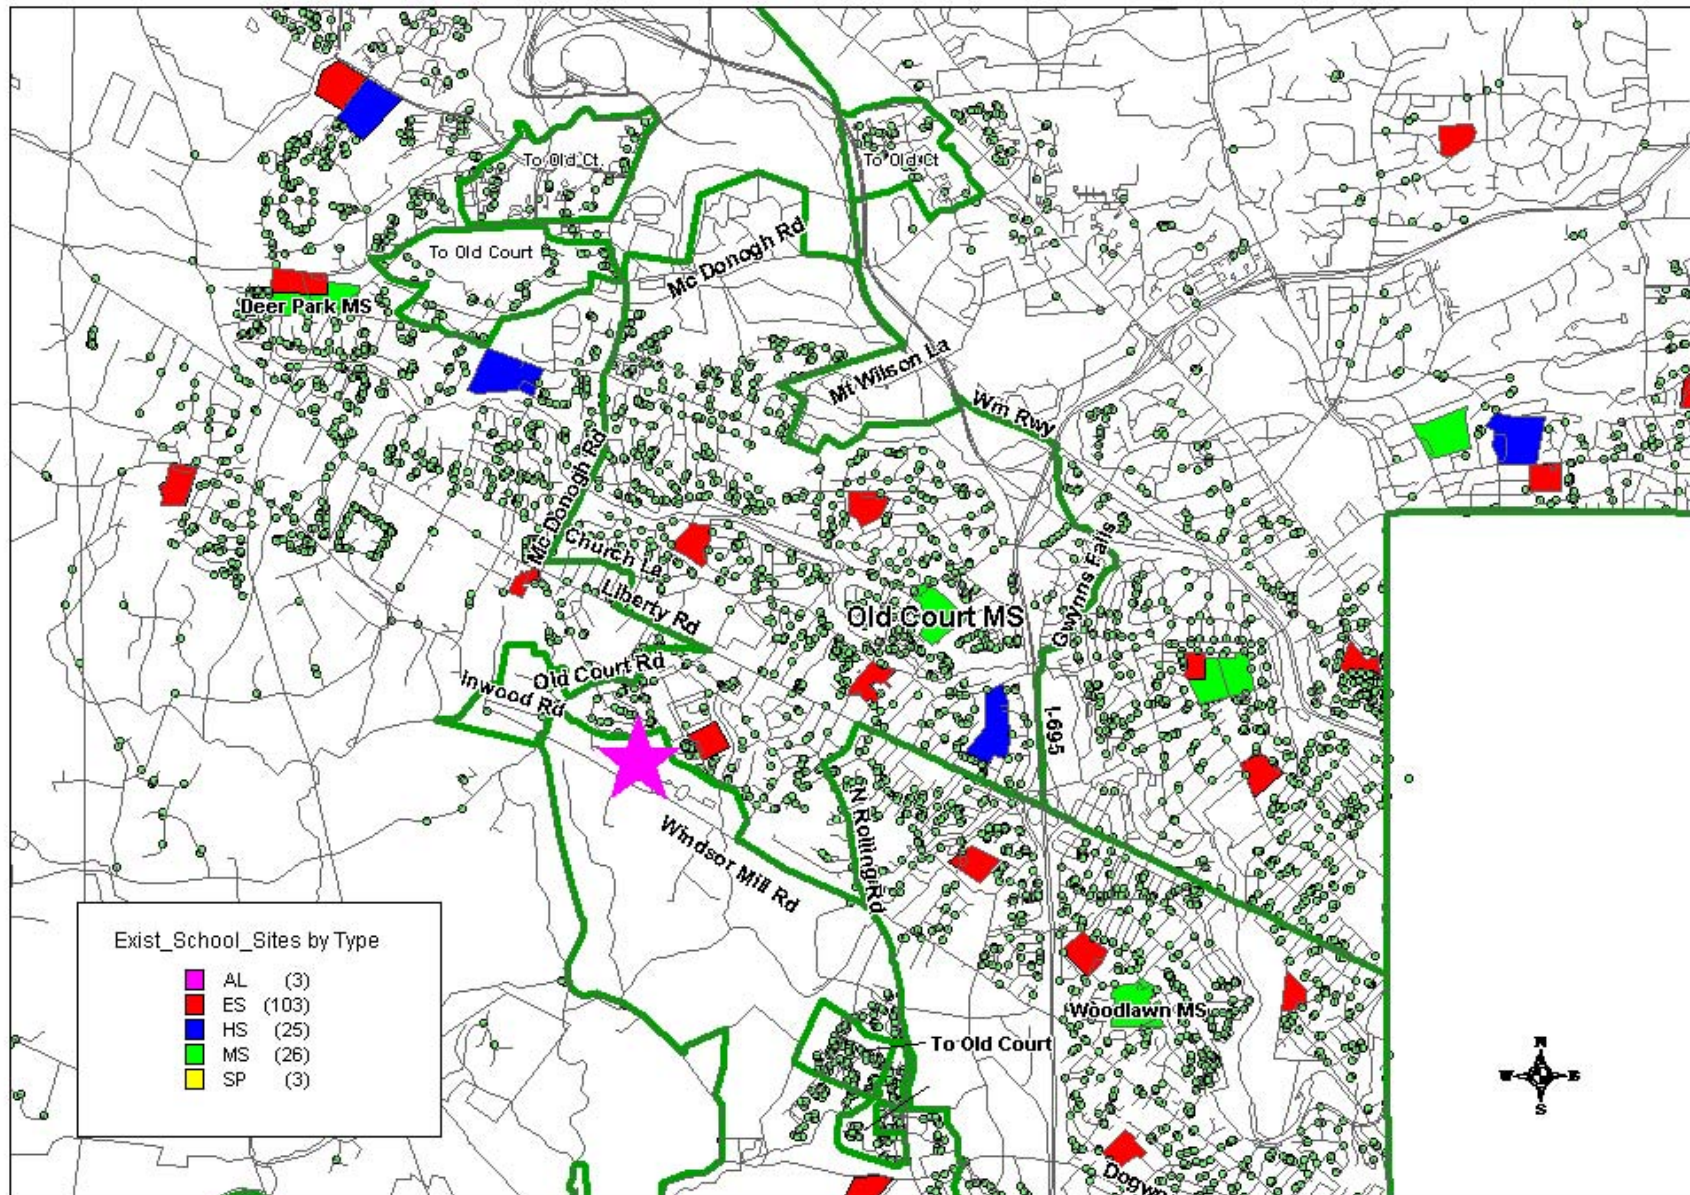 To Old Ct.
To Old Ct
To Old Court
Mc Donogh Rd
Deer Park MS
Mt Wilson La
Wm Rwy
Mc Donogh Rd
Church La
Liberty Rd
Gwynns Falls
Old Court MS
Old Court Rd
Inwood Rd
I-695
N Rolling Rd
Windsor Mill Rd
Exist_School_Sites by Type
AL (3)
ES (103)
HS (25)
MS (26)
SP (3)
Woodlawn MS
To Old Court
N
W E
S